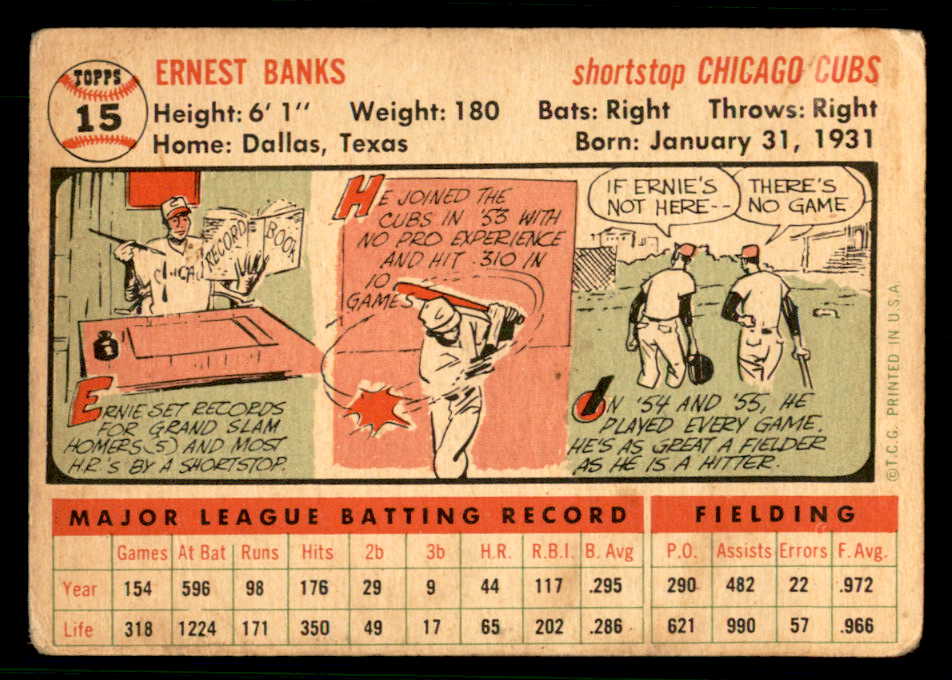 TOPPS
15
ERNEST BANKS
shortstop CHICAGO CUBS
Height: 6' 1" Weight: 180 Bats: Right Throws: Right
Home: Dallas, Texas Born: January 31, 1931
RECORD BOOK
CHICA
ERNIE SET RECORDS
FOR GRAND SLAM
HOMERS (5) AND MOST
H.R.'S BY A SHORTSTOP.
HE JOINED THE
CUBS IN '53 WITH
NO PRO EXPERIENCE
AND HIT .310 IN
10
GAMES
IF ERNIE'S
NOT HERE--
THERE'S
NO GAME
ON '54 AND '55, HE
PLAYED EVERY GAME.
HE'S AS GREAT A FIELDER
AS HE IS A HITTER.
©T.C.G. PRINTED IN U.S.A.
MAJOR LEAGUE BATTING RECORD FIELDING
Games At Bat Runs Hits 2b 3b H.R. R.B.I. B. Avg P.O. Assists Errors F. Avg.
Year 154 596 98 176 29 9 44 117 .295 290 482 22 .972
Life 318 1224 171 350 49 17 65 202 .286 621 990 57 .966